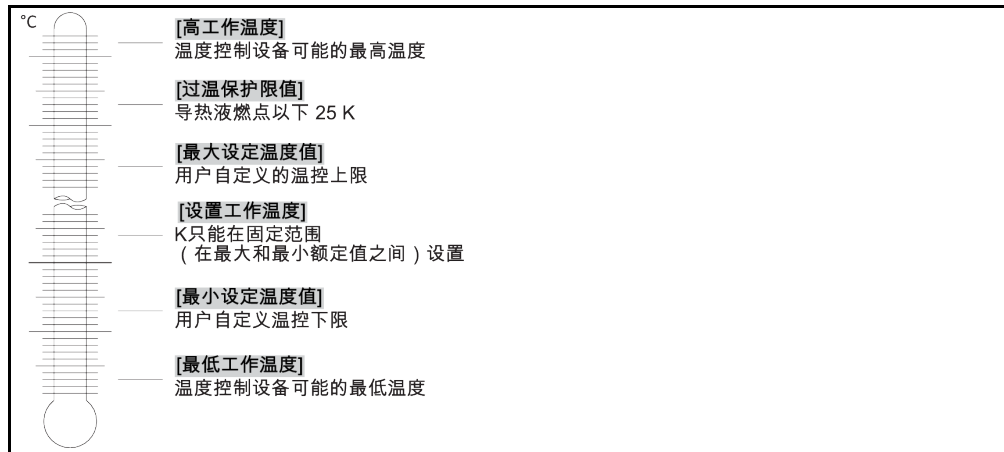 °C
[高工作温度]
温度控制设备可能的最高温度
[过温保护限值]
导热液燃点以下 25 K
[最大设定温度值]
用户自定义的温控上限
[设置工作温度]
K只能在固定范围
（在最大和最小额定值之间）设置
[最小设定温度值]
用户自定义温控下限
[最低工作温度]
温度控制设备可能的最低温度